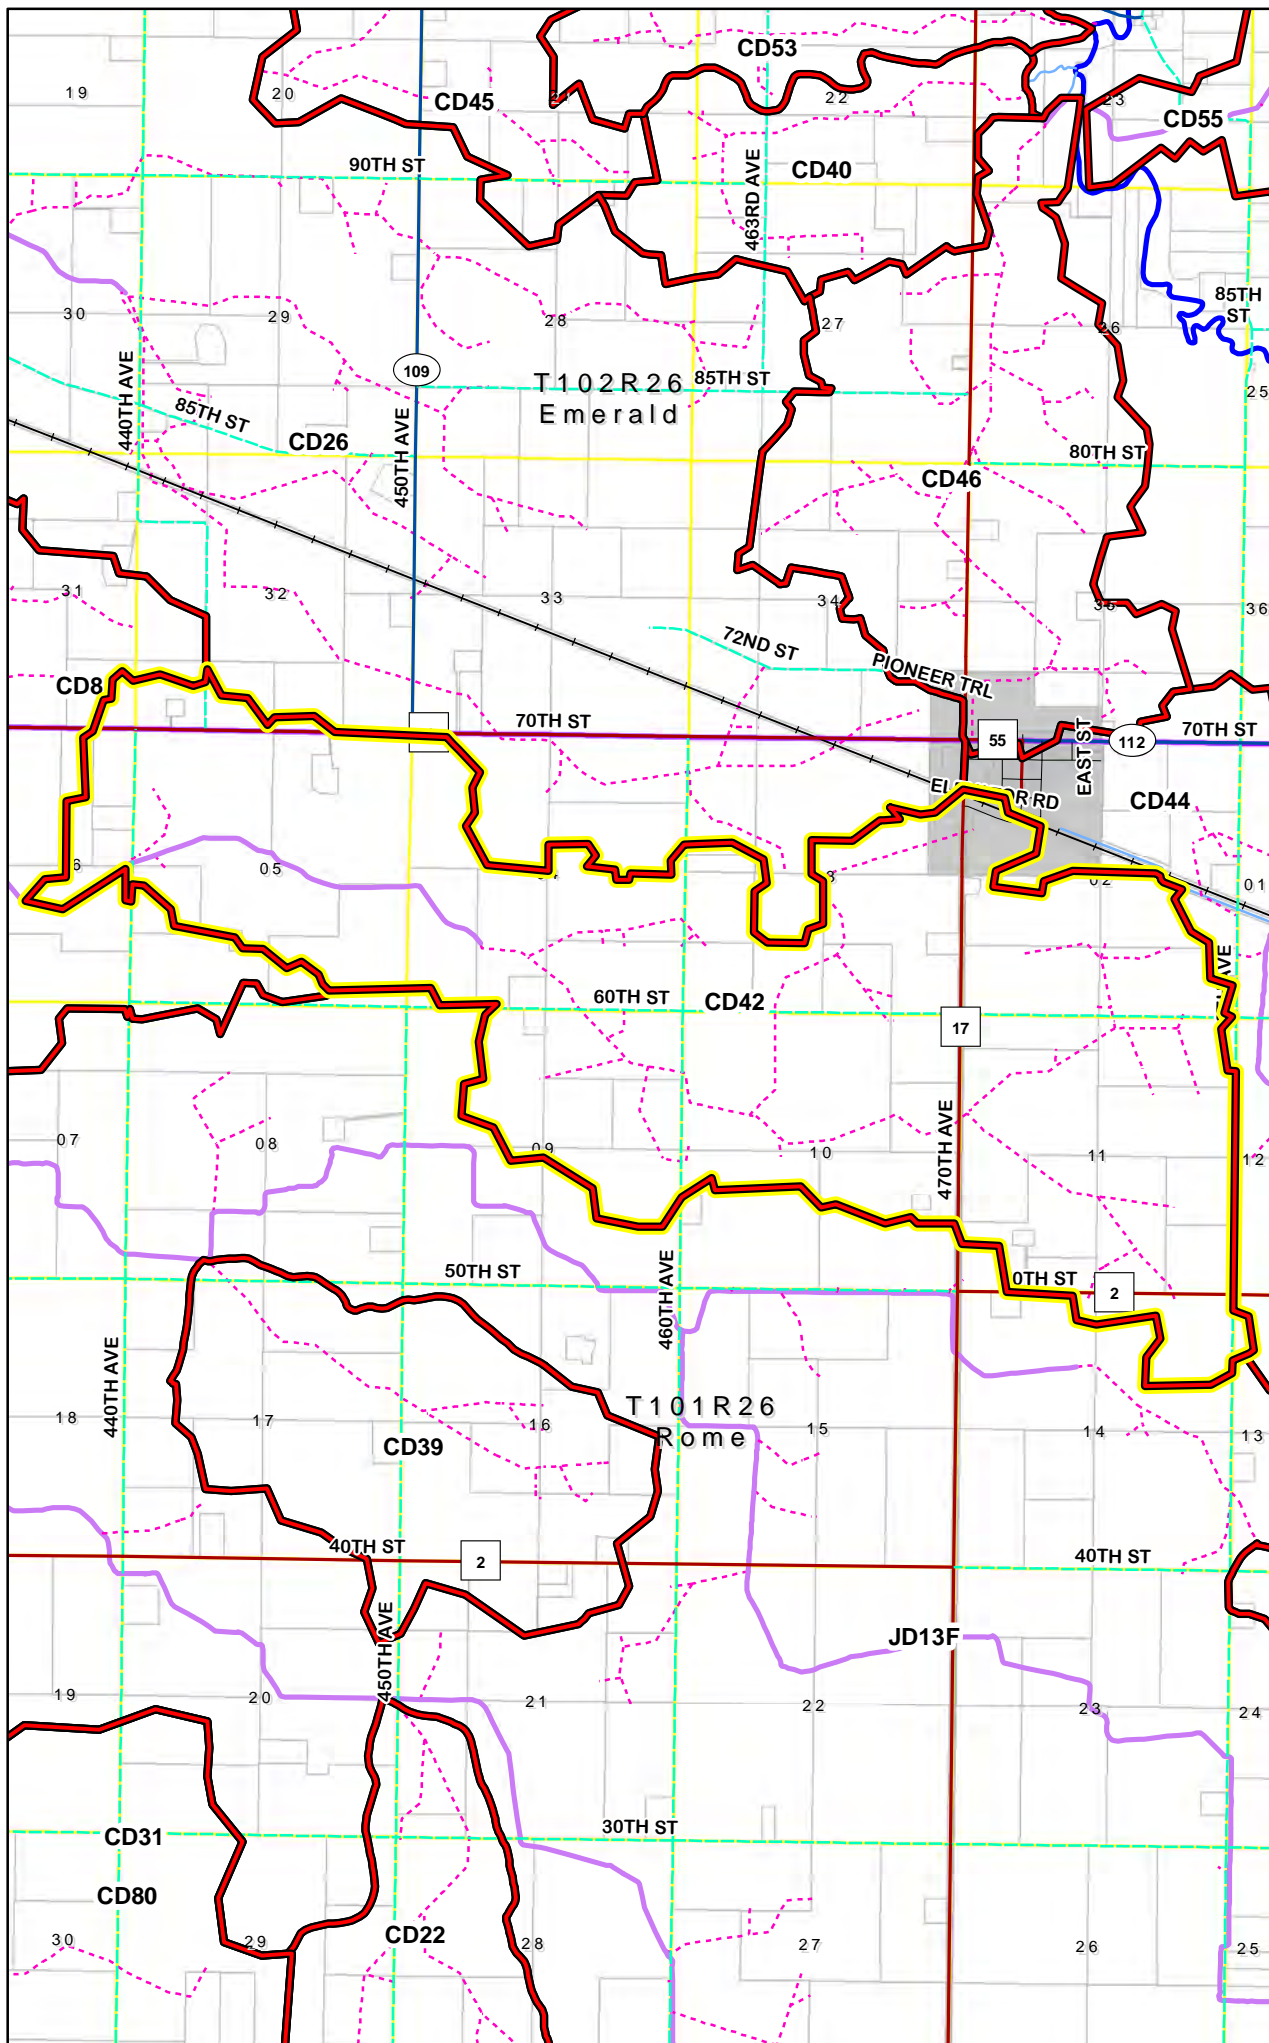 CD53
19
20
CD45
22
23
CD55
90TH ST
463RD AVE
CD40
30
29
28
27
85TH
ST
26
440TH AVE
109
T102R26
Emerald
85TH ST
25
85TH ST
CD26
450TH AVE
80TH ST
CD46
31
32
33
34
35
36
72ND ST
PIONEER TRL
CD8
70TH ST
55
EAST ST
112
70TH ST
RD
CD44
05
02
01
AVE
60TH ST
CD42
17
07
08
09
10
470TH AVE
11
12
50TH ST
460TH AVE
0TH ST
2
440TH AVE
18
17
16
T101R26
Rome
15
14
13
CD39
40TH ST
2
40TH ST
450TH AVE
JD13F
19
20
21
22
23
24
30TH ST
CD31
CD80
CD22
30
29
28
27
26
25